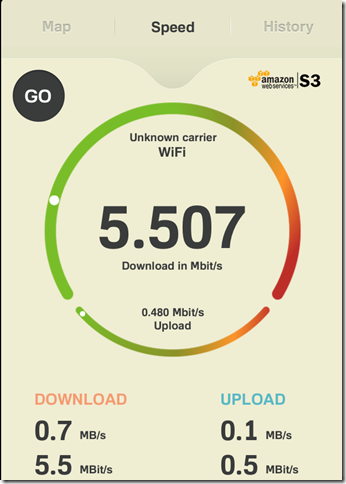 Map Speed History
GO
amazon
web services
S3
Unknown carrier
WiFi
5.507
Download in Mbit/s
0.480 Mbit/s
Upload
DOWNLOAD UPLOAD
0.7 MB/s 0.1 MB/s
5.5 MBit/s 0.5 MBit/s